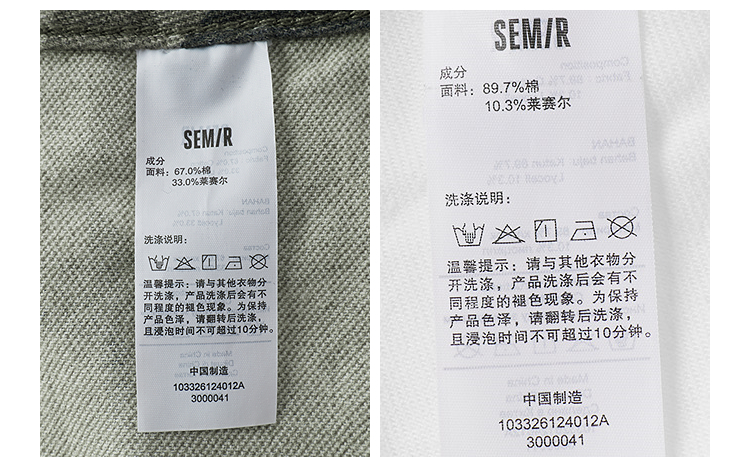 SEMIR
成分
面料：67.0%棉
33.0%莱赛尔
洗涤说明：
温馨提示：请与其他衣物分
开洗涤，产品洗涤后会有不
同程度的褪色现象。为保持
产品色泽，请翻转后洗涤，
且浸泡时间不可超过10分钟。
中国制造
103326124012A
3000041
SEMIR
成分
面料：89.7%棉
10.3%莱赛尔
洗涤说明：
温馨提示：请与其他衣物分
开洗涤，产品洗涤后会有不
同程度的褪色现象。为保持
产品色泽，请翻转后洗涤，
且浸泡时间不可超过10分钟。
中国制造
103326124012A
3000041